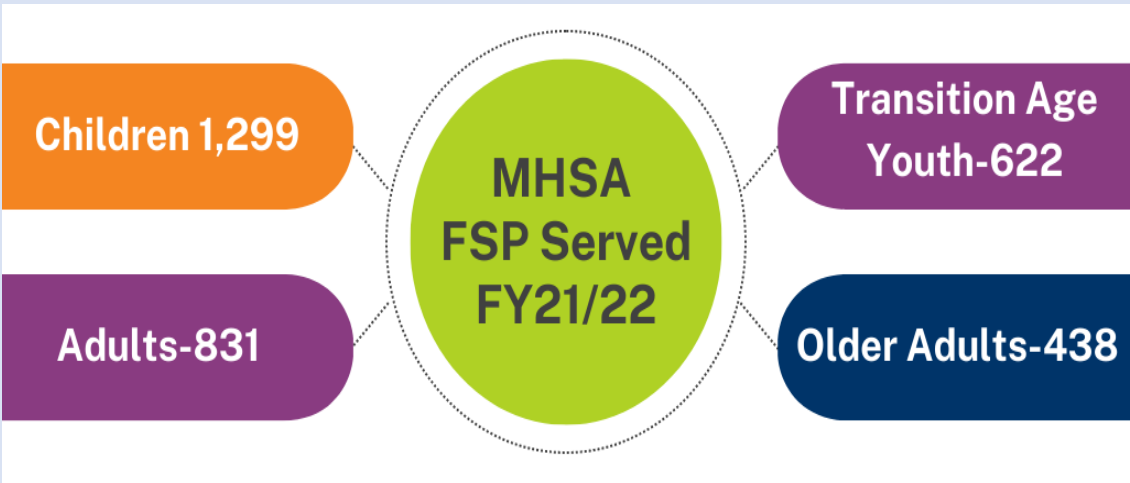 Children 1,299
Adults-831
MHSA
FSP Served
FY21/22
Transition Age
Youth-622
Older Adults-438